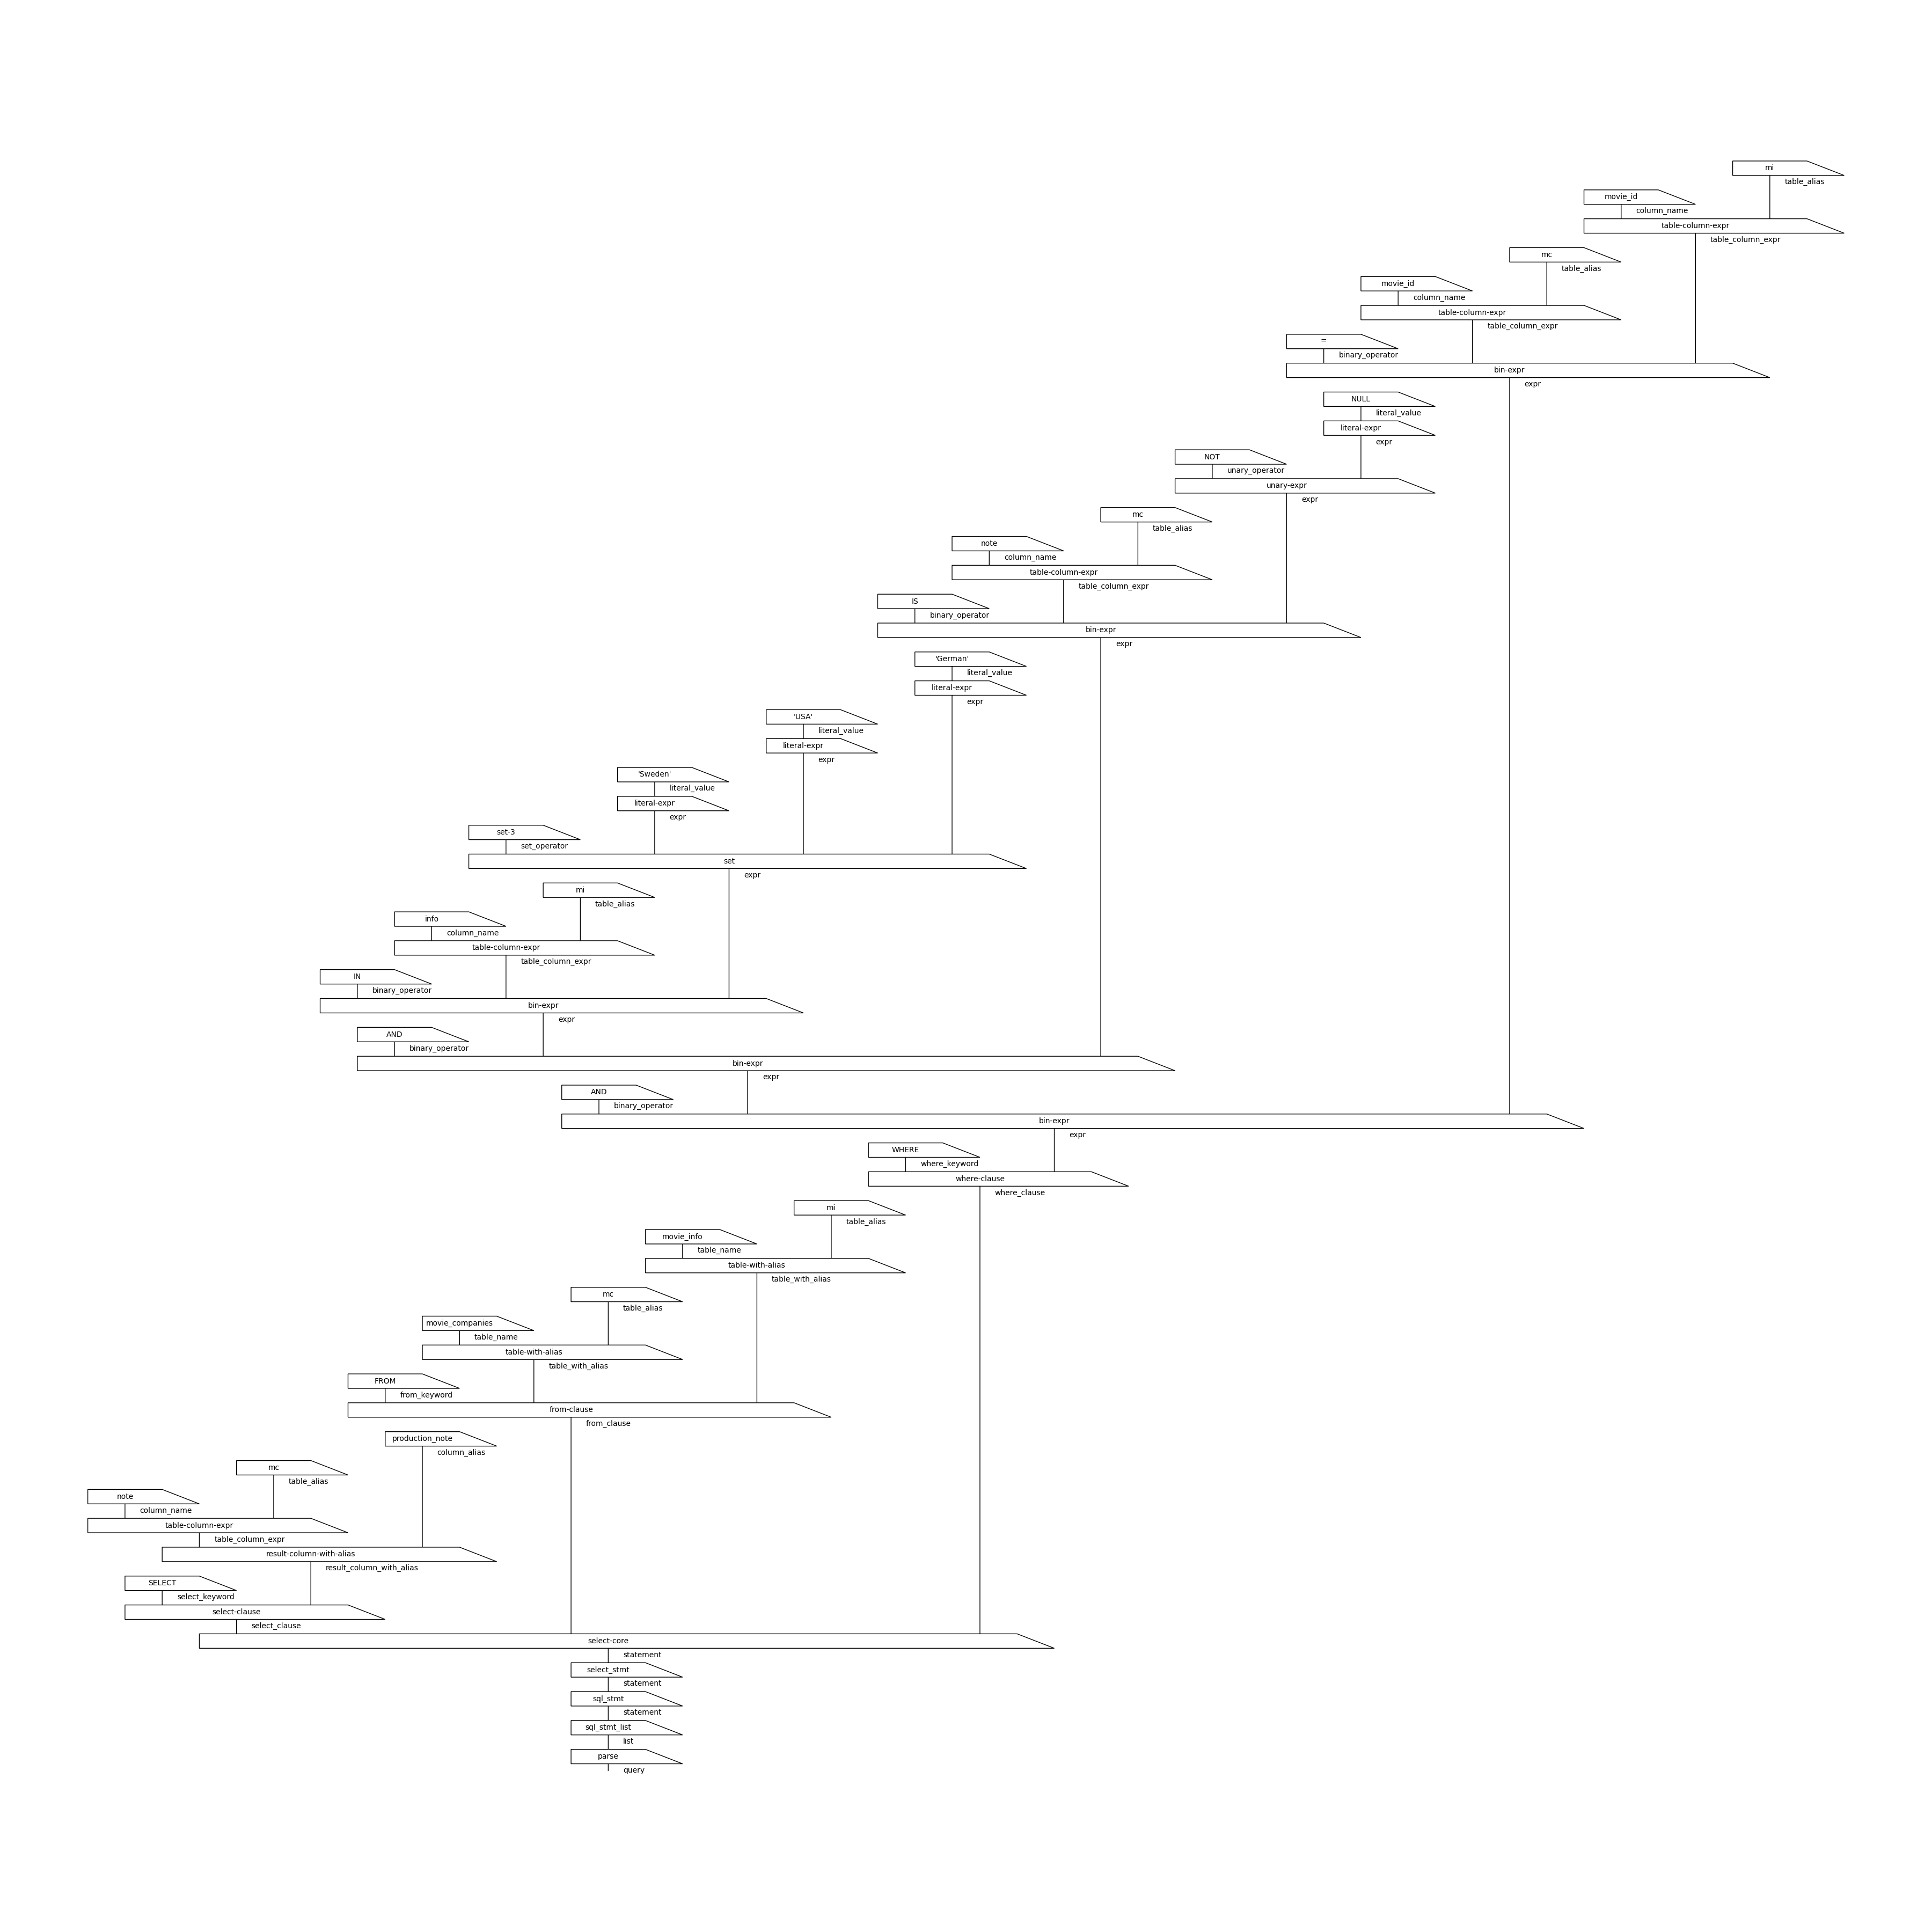 mi
table_alias
movie_id
column_name
table-column-expr
table_column_expr
mc
table_alias
movie_id
column_name
table-column-expr
table_column_expr
=
binary_operator
bin-expr
expr
NULL
literal_value
literal-expr
expr
NOT
unary_operator
unary-expr
expr
mc
table_alias
note
column_name
table-column-expr
table_column_expr
IS
binary_operator
bin-expr
expr
'German'
literal_value
literal-expr
expr
'USA'
literal_value
literal-expr
expr
'Sweden'
literal_value
literal-expr
expr
set-3
set_operator
set
expr
mi
table_alias
info
column_name
table-column-expr
table_column_expr
IN
binary_operator
bin-expr
expr
AND
binary_operator
bin-expr
expr
AND
binary_operator
bin-expr
expr
WHERE
where_keyword
where-clause
where_clause
mi
table_alias
movie_info
table_name
table-with-alias
table_with_alias
mc
table_alias
movie_companies
table_name
table-with-alias
table_with_alias
FROM
from_keyword
from-clause
from_clause
production_note
column_alias
mc
table_alias
note
column_name
table-column-expr
table_column_expr
result-column-with-alias
result_column_with_alias
SELECT
select_keyword
select-clause
select_clause
select-core
statement
select_stmt
statement
sql_stmt
statement
sql_stmt_list
list
parse
query